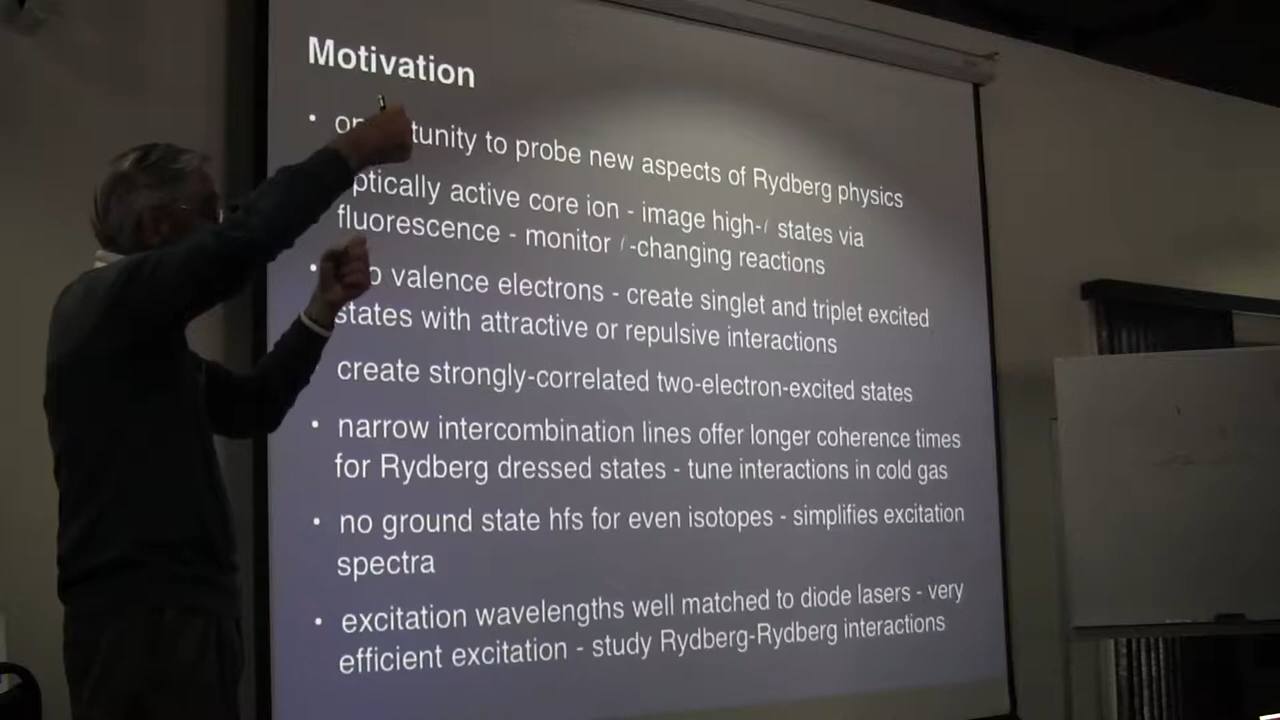 Motivation
• opportunity to probe new aspects of Rydberg physics
optically active core ion - image high-l states via
fluorescence - monitor l-changing reactions
• two valence electrons - create singlet and triplet excited
states with attractive or repulsive interactions
• create strongly-correlated two-electron-excited states
• narrow intercombination lines offer longer coherence times
for Rydberg dressed states - tune interactions in cold gas
• no ground state hfs for even isotopes - simplifies excitation
spectra
• excitation wavelengths well matched to diode lasers - very
efficient excitation - study Rydberg-Rydberg interactions